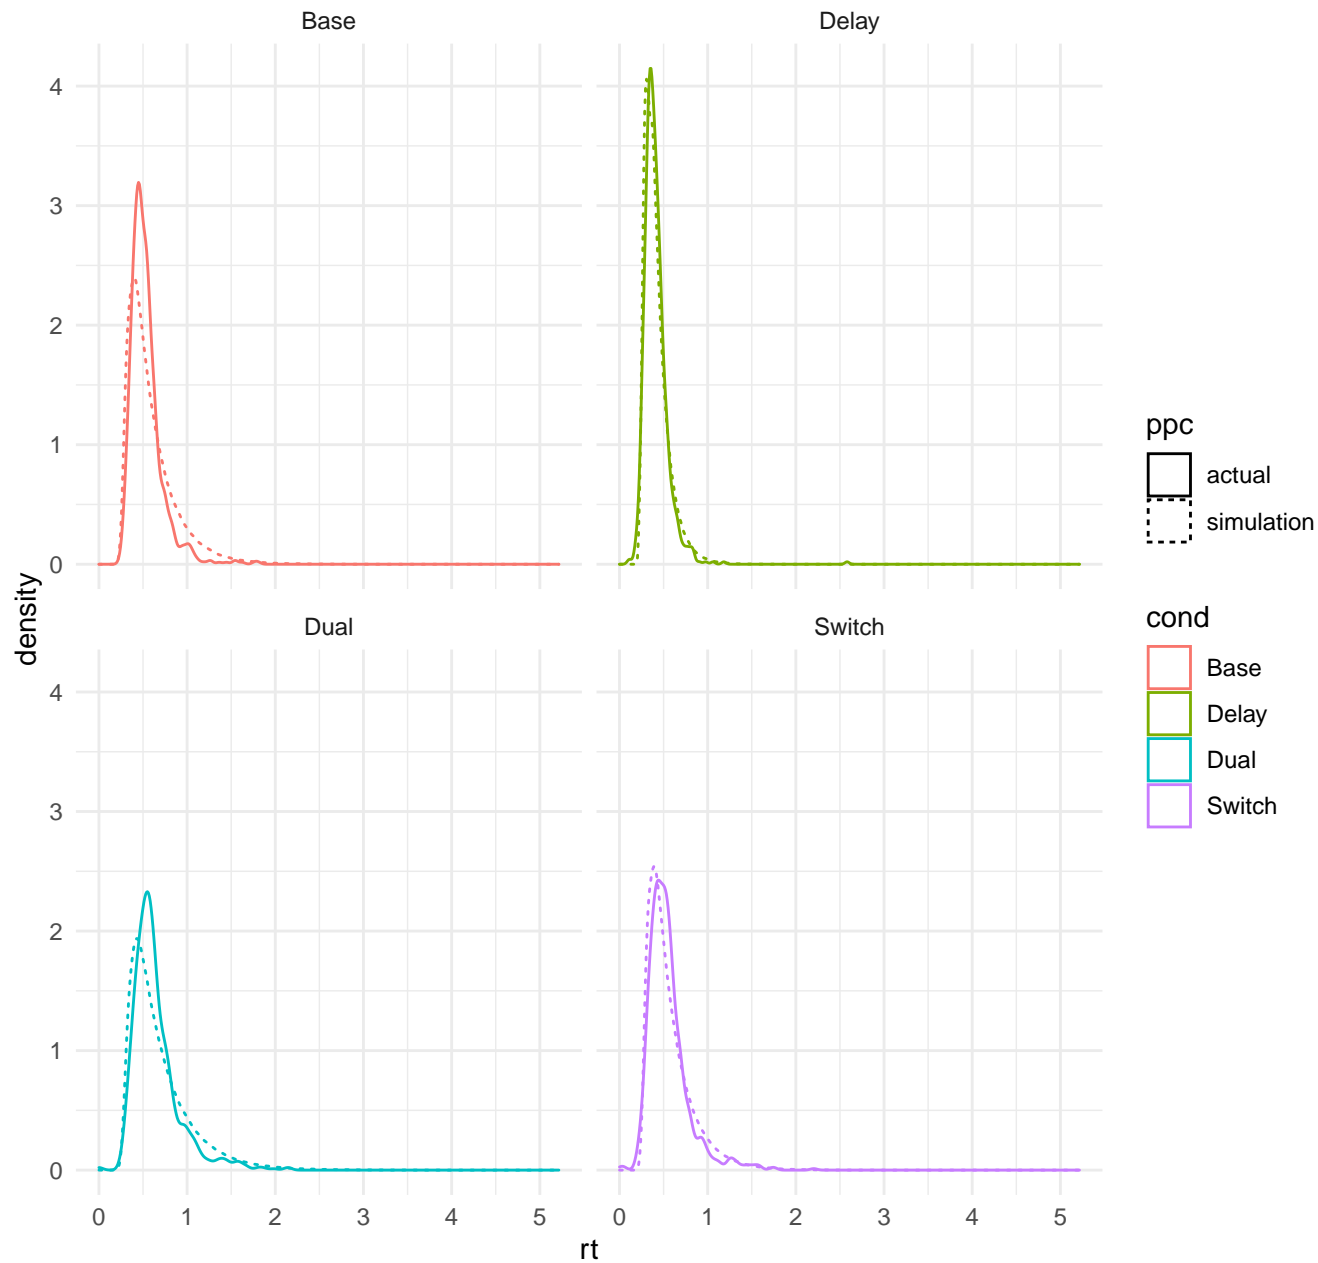 Base
Delay
4
3
2
1
0
density
Dual
Switch
4
3
2
1
0
0 1 2 3 4 5
0 1 2 3 4 5
rt
ppc
actual
simulation
cond
Base
Delay
Dual
Switch